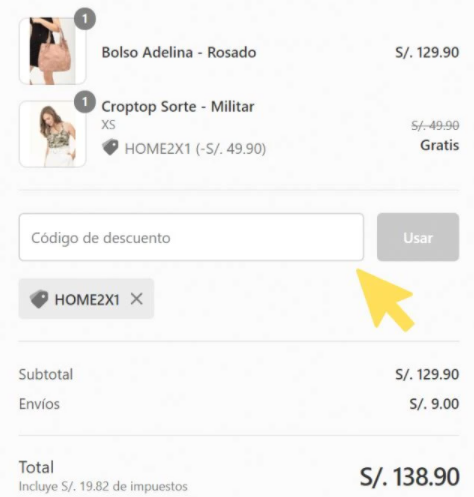 1
Bolso Adelina - Rosado
S/. 129.90
1
Croptop Sorte - Militar
XS
S/. 49.90
HOME2X1 (-S/. 49.90)
Gratis
Código de descuento
Usar
HOME2X1 ×
Subtotal
S/. 129.90
Envíos
S/. 9.00
Total
S/. 138.90
Incluye S/. 19.82 de impuestos